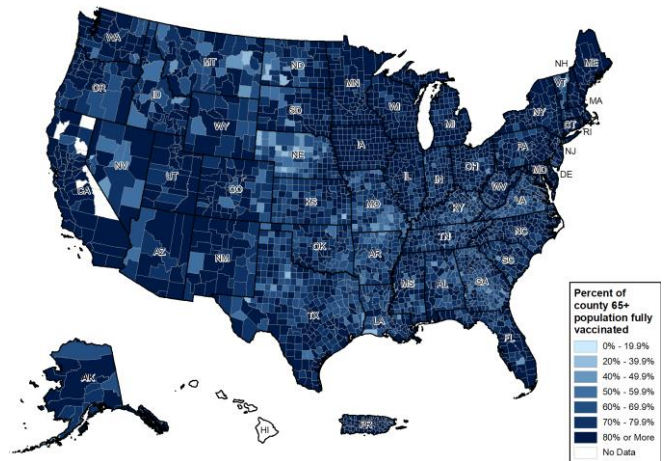 WA
MT
ND
MN
ME
NH
VT
OR
ID
SD
WI
MI
NY
MA
WY
CT
RI
IA
PA
NJ
NE
NV
UT
CO
IL
IN
OH
MD
DE
CA
KS
MO
KY
WV
VA
AZ
NM
OK
AR
TN
NC
SC
MS
AL
GA
TX
LA
FL
AK
HI
PR
Percent of
county 65+
population fully
vaccinated
0% - 19.9%
20% - 39.9%
40% - 49.9%
50% - 59.9%
60% - 69.9%
70% - 79.9%
80% or More
No Data